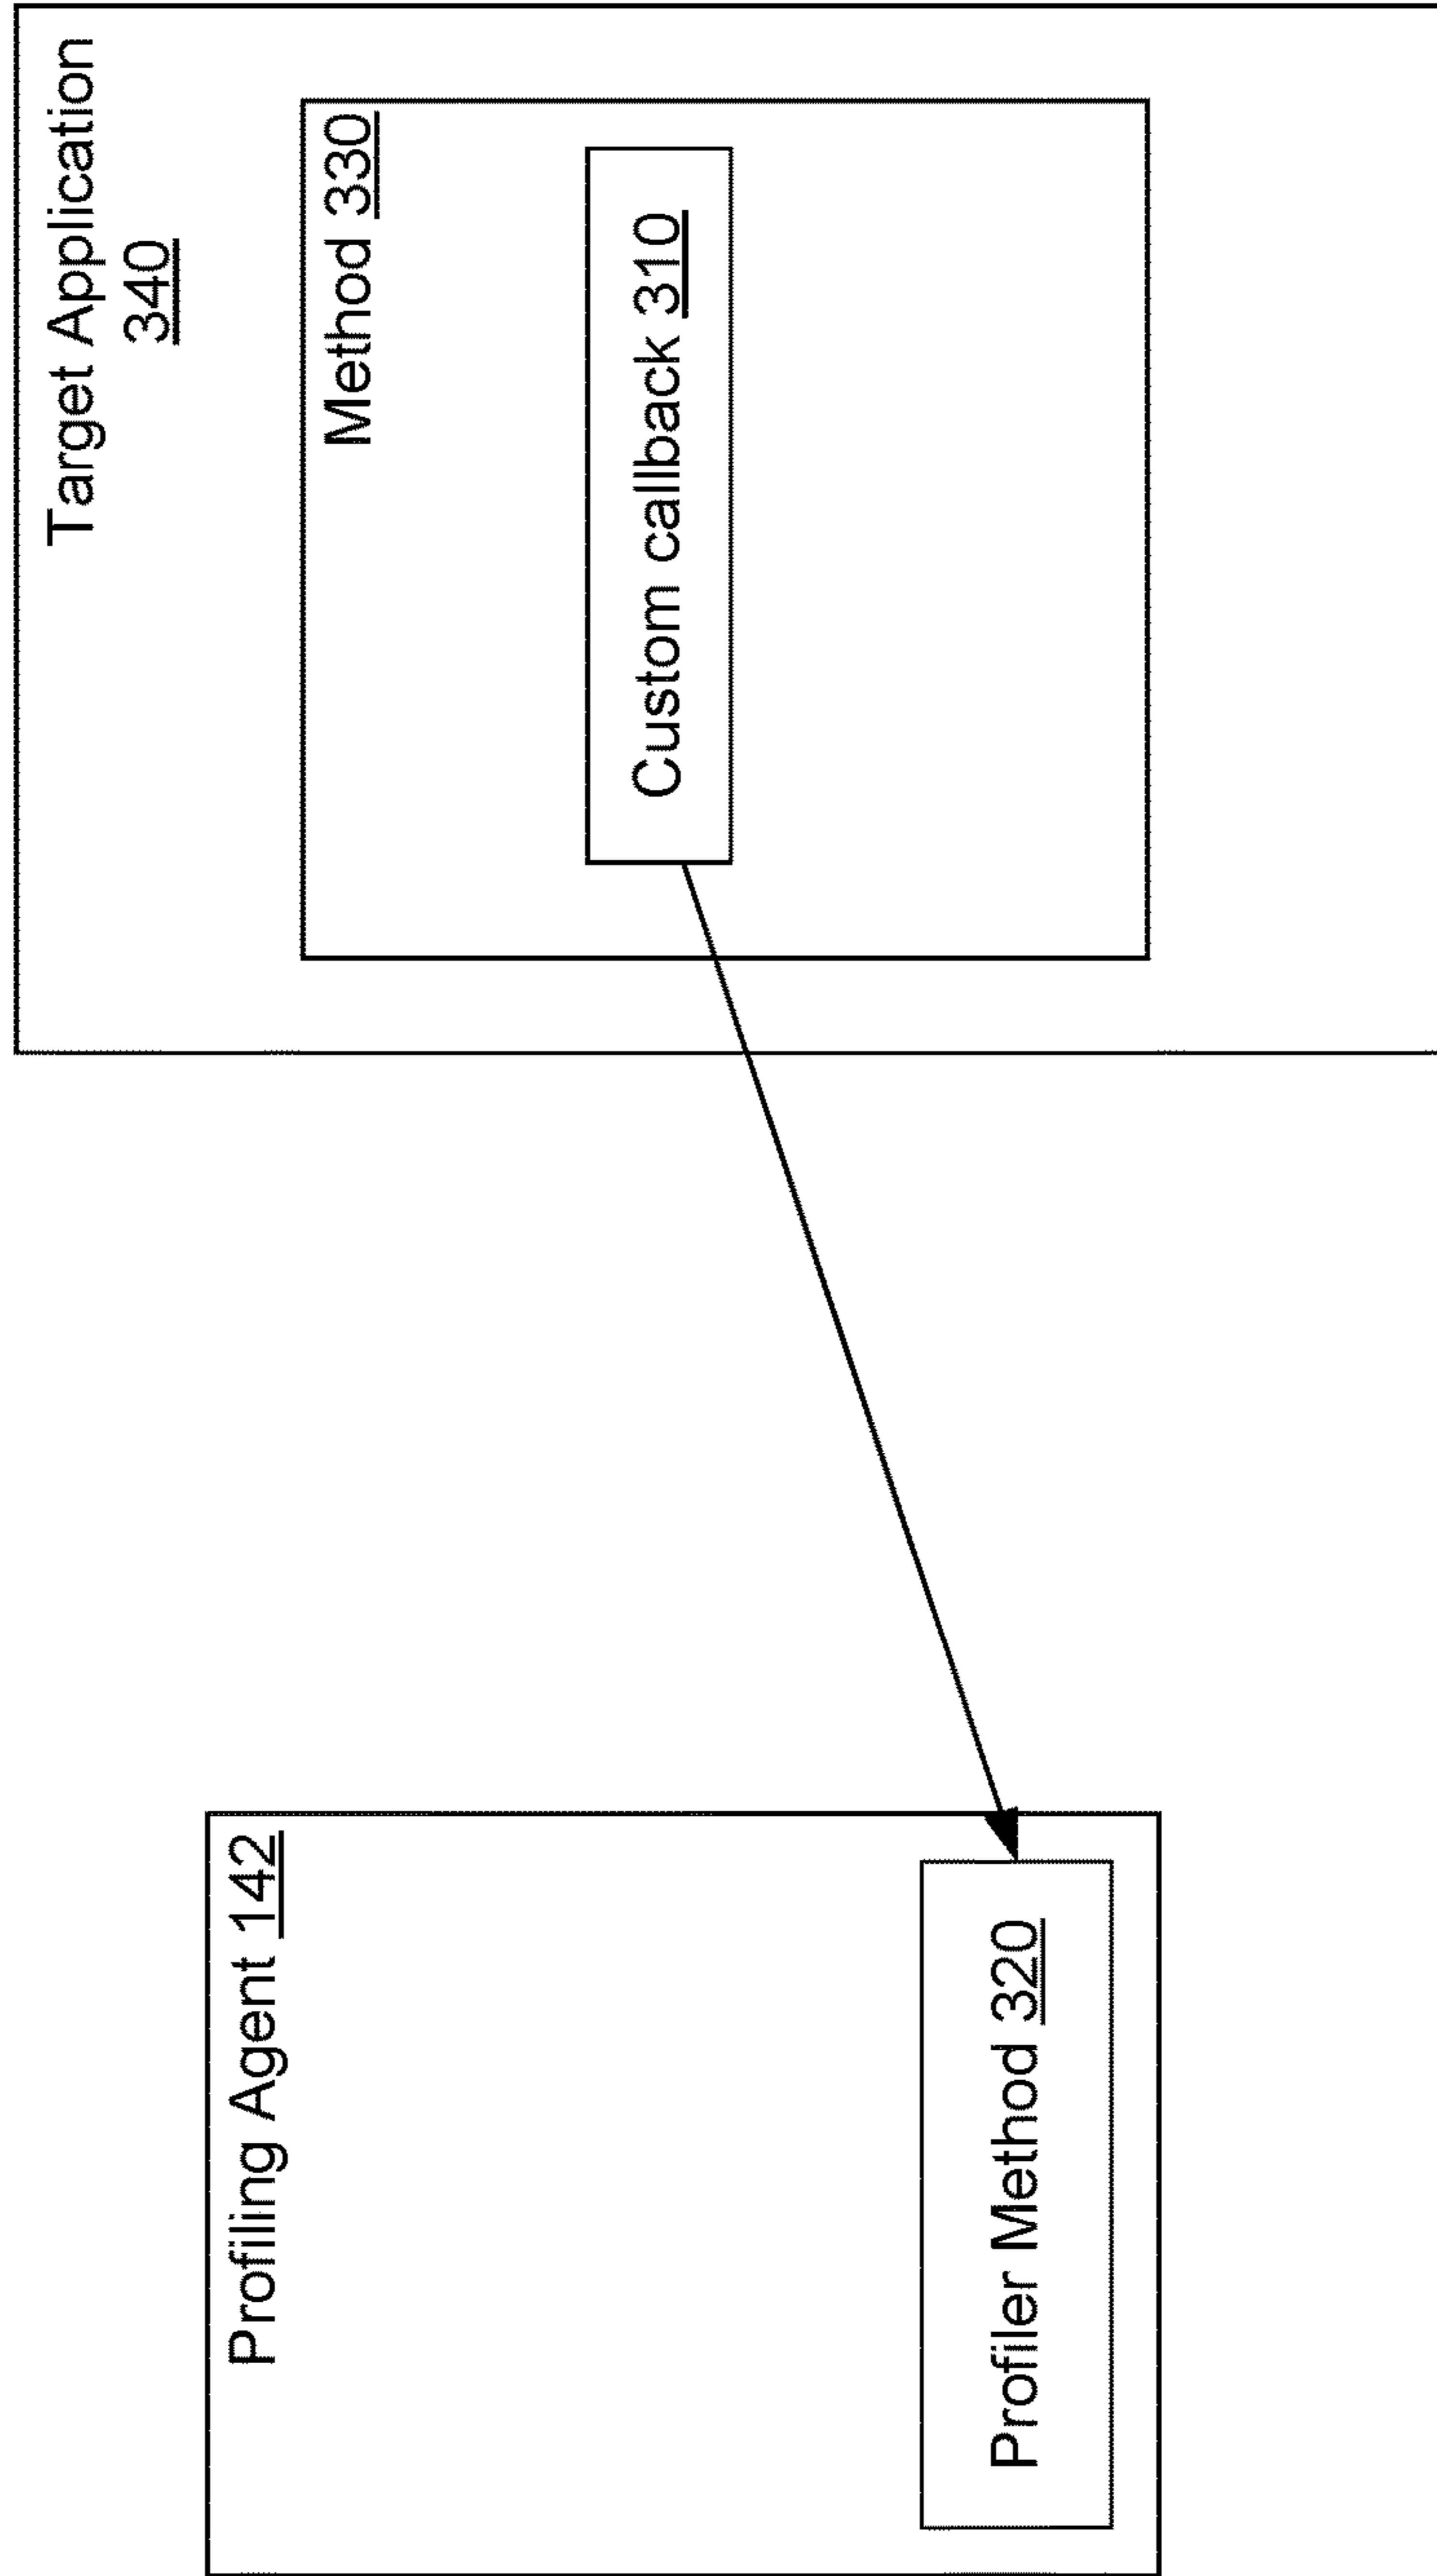 Profiling Agent 142
Profiler Method 320
Target Application
340
Method 330
Custom callback 310